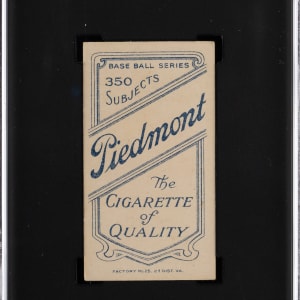 BASE BALL SERIES
350
SUBJECTS
Piedmont
The
CIGARETTE
of
QUALITY
FACTORY No 25, 2nd DIST. VA.